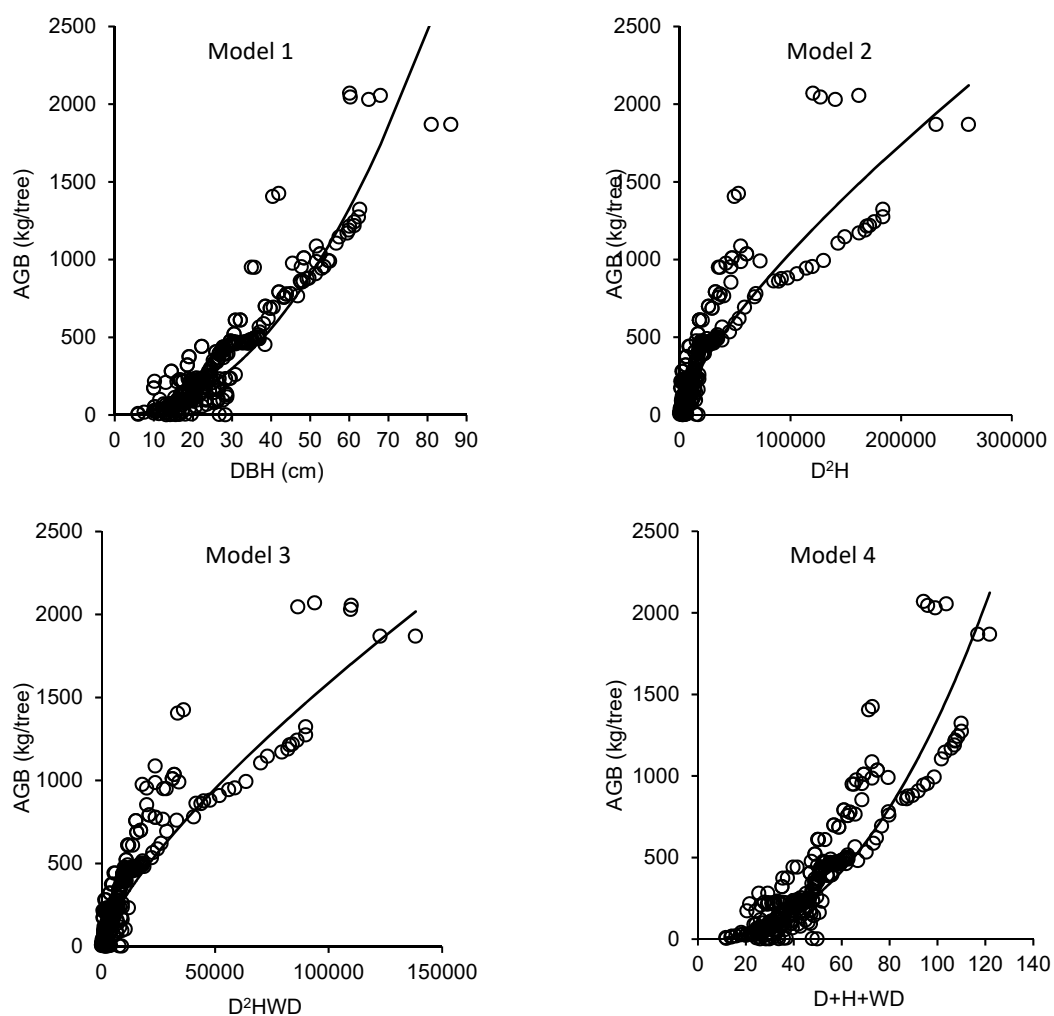 Model 1
2500
2000
1500
1000
500
0
AGB (kg/tree)
0 10 20 30 40 50 60 70 80 90
DBH (cm)
Model 2
2500
2000
1500
1000
500
0
AGB (kg/tree)
0 100000 200000 300000
D²H
Model 3
2500
2000
1500
1000
500
0
AGB (kg/tree)
0 50000 100000 150000
D²HWD
Model 4
2500
2000
1500
1000
500
0
AGB (kg/tree)
0 20 40 60 80 100 120 140
D+H+WD